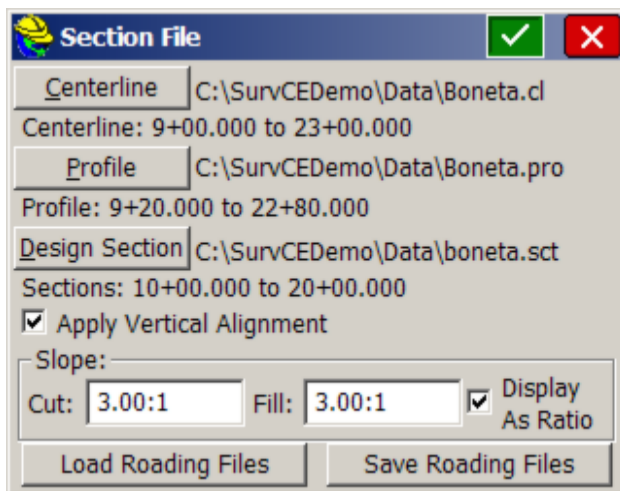 Section File
Centerline C:\SurvCEDemo\Data\Boneta.cl
Centerline: 9+00.000 to 23+00.000
Profile C:\SurvCEDemo\Data\Boneta.pro
Profile: 9+20.000 to 22+80.000
Design Section C:\SurvCEDemo\Data\boneta.sct
Sections: 10+00.000 to 20+00.000
Apply Vertical Alignment
Slope:
Cut: 3.00:1 Fill: 3.00:1 Display
As Ratio
Load Roading Files Save Roading Files